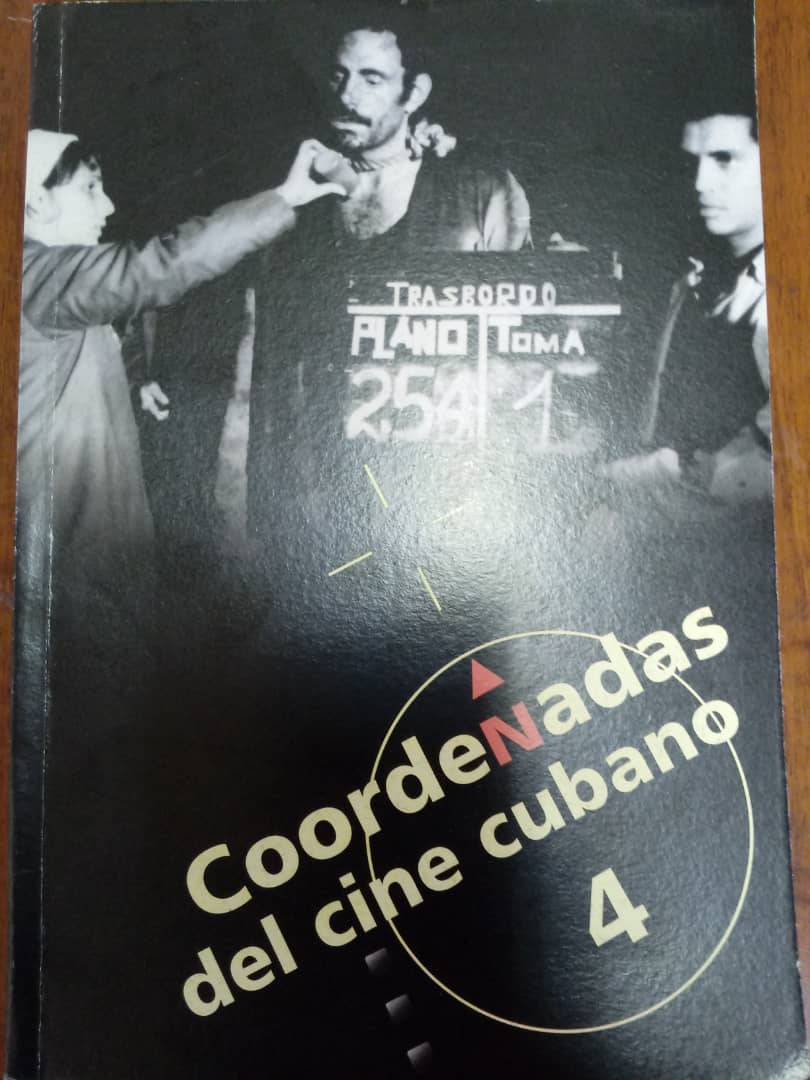 TRASBORDO
PLANO TOMA
254 1
CoordeNadas
del cine cubano
4